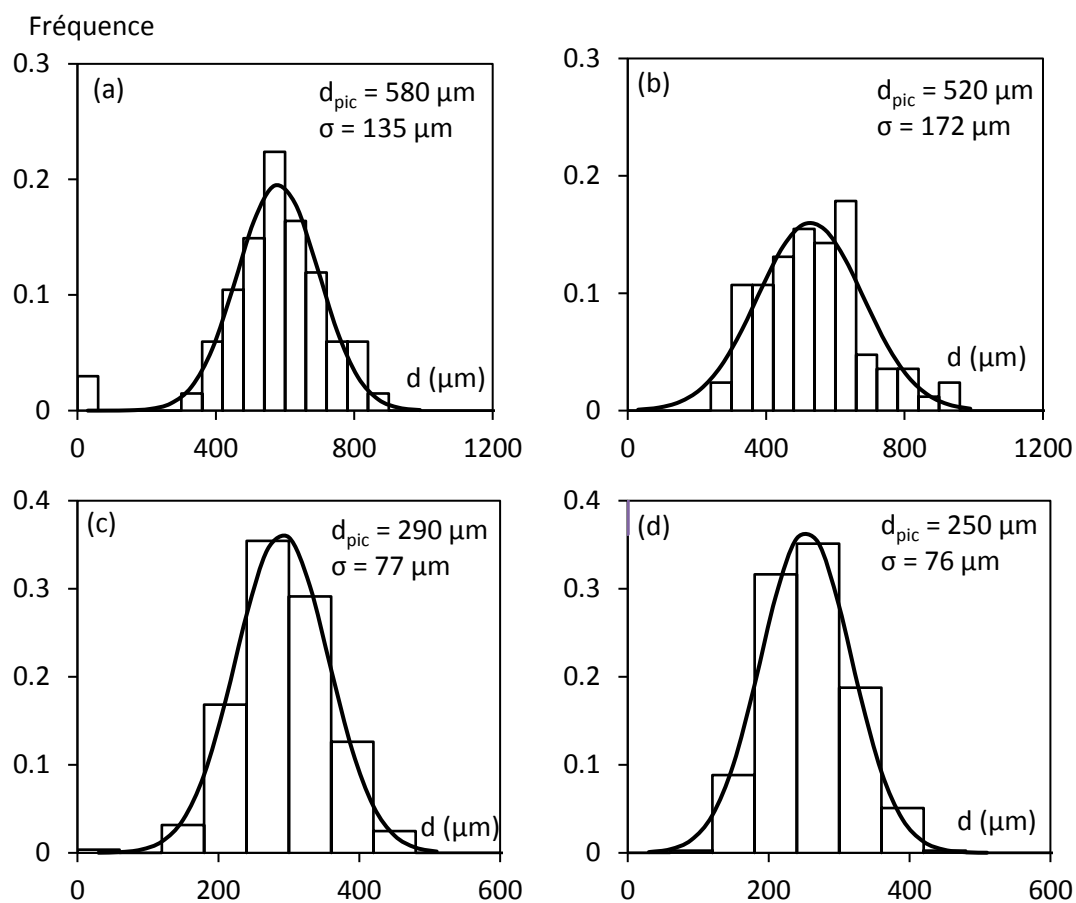 Fréquence
(a)
d_pic = 580 µm
σ = 135 µm
0.3
0.2
0.1
0
d (µm)
0 400 800 1200
(b)
d_pic = 520 µm
σ = 172 µm
0.3
0.2
0.1
0
d (µm)
0 400 800 1200
(c)
d_pic = 290 µm
σ = 77 µm
0.4
0.3
0.2
0.1
0
d (µm)
0 200 400 600
(d)
d_pic = 250 µm
σ = 76 µm
0.4
0.3
0.2
0.1
0
d (µm)
0 200 400 600